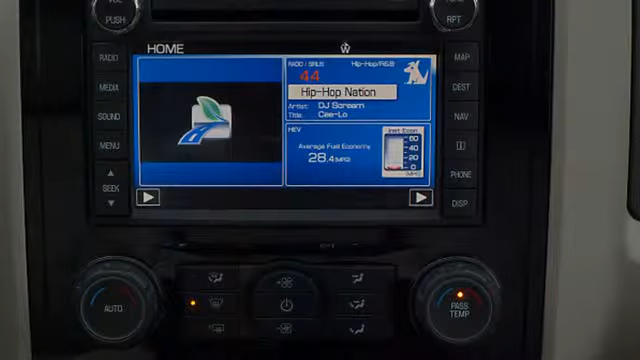 VOL
PUSH
RPT
HOME
W
RADIO
MEDIA
SOUND
MENU
SEEK
MAP
DEST
NAV
PHONE
DISP
RADIO / SIRIUS
Hip-Hop/R&B
44
Hip-Hop Nation
Artist: DJ Scream
Title: Cee-Lo
HEV
Average Fuel Economy
28.4 MPG
Inst Econ
60
40
20
0
MPG
AUTO
PASS
TEMP